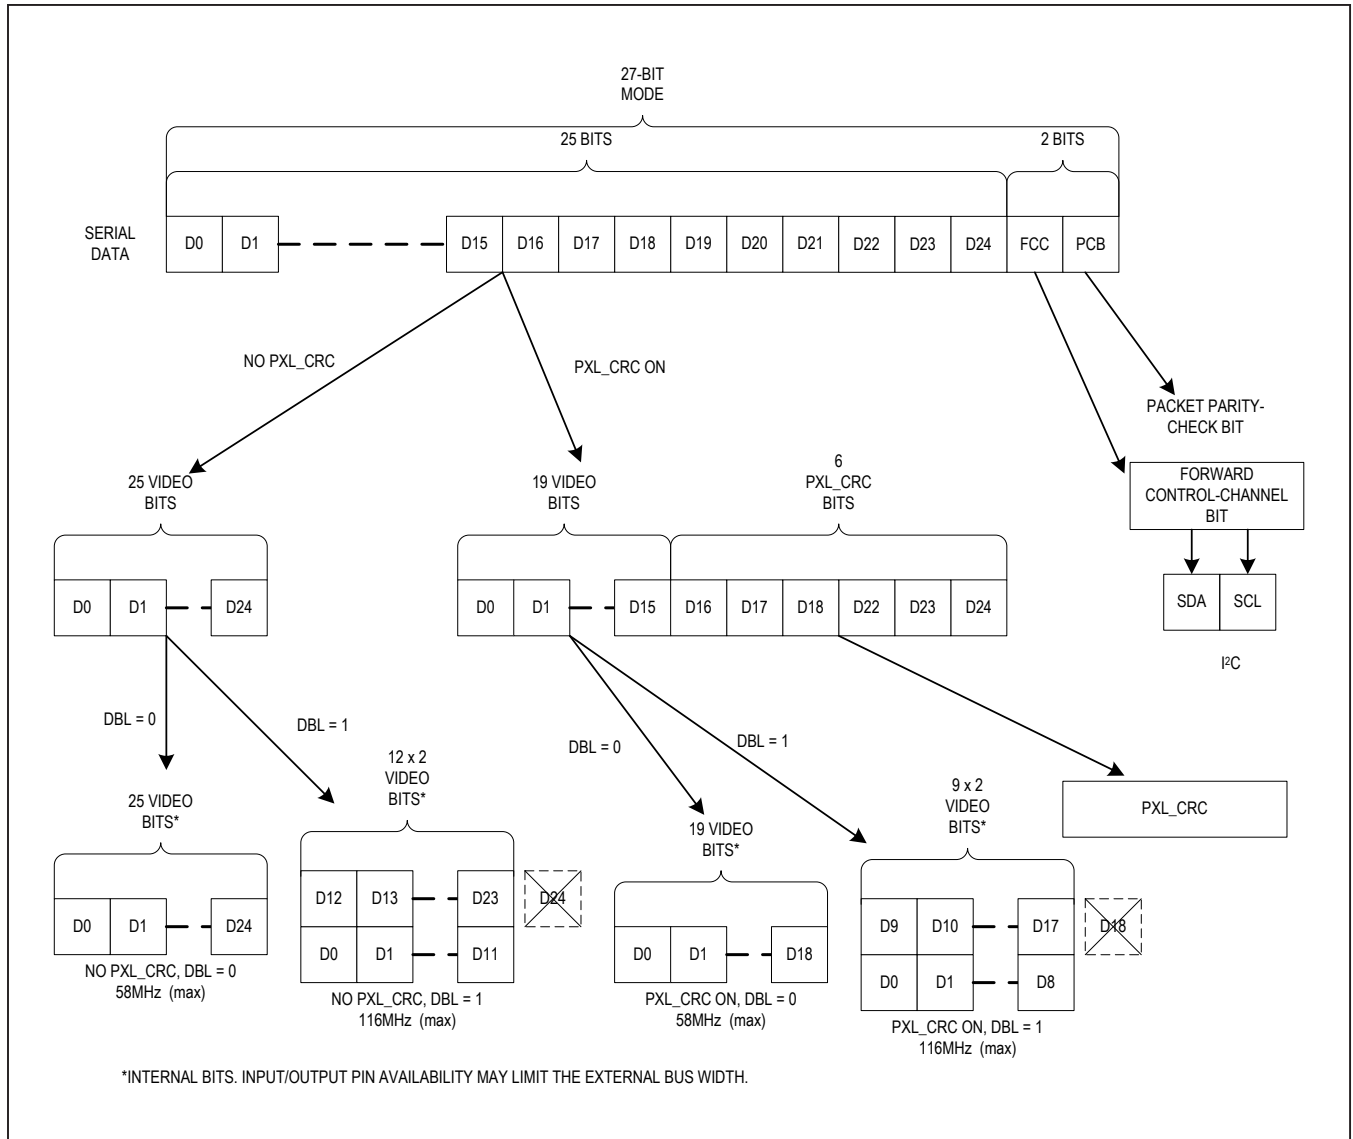 27-BIT
MODE
25 BITS
2 BITS
SERIAL
DATA
D0 D1 D15 D16 D17 D18 D19 D20 D21 D22 D23 D24 FCC PCB
NO PXL_CRC
PXL_CRC ON
PACKET PARITY-
CHECK BIT
FORWARD
CONTROL-CHANNEL
BIT
SDA SCL
I²C
25 VIDEO
BITS
19 VIDEO
BITS
6
PXL_CRC
BITS
D0 D1 D24
D0 D1 D15 D16 D17 D18 D22 D23 D24
DBL = 0
DBL = 1
DBL = 0
DBL = 1
PXL_CRC
25 VIDEO
BITS*
D0 D1 D24
NO PXL_CRC, DBL = 0
58MHz (max)
12 x 2
VIDEO
BITS*
D12 D13 D23 D24
D0 D1 D11
NO PXL_CRC, DBL = 1
116MHz (max)
19 VIDEO
BITS*
D0 D1 D18
PXL_CRC ON, DBL = 0
58MHz (max)
9 x 2
VIDEO
BITS*
D9 D10 D17 D18
D0 D1 D8
PXL_CRC ON, DBL = 1
116MHz (max)
*INTERNAL BITS. INPUT/OUTPUT PIN AVAILABILITY MAY LIMIT THE EXTERNAL BUS WIDTH.